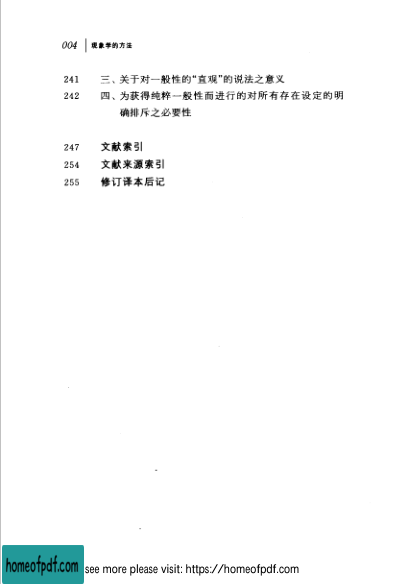 004 现象学的方法
241 三、关于对一般性的“直观”的说法之意义
242 四、为获得纯粹一般性而进行的对所有存在设定的明
确排斥之必要性
247 文献索引
254 文献来源索引
255 修订译本后记
homeofpdf.com see more please visit: https://homeofpdf.com